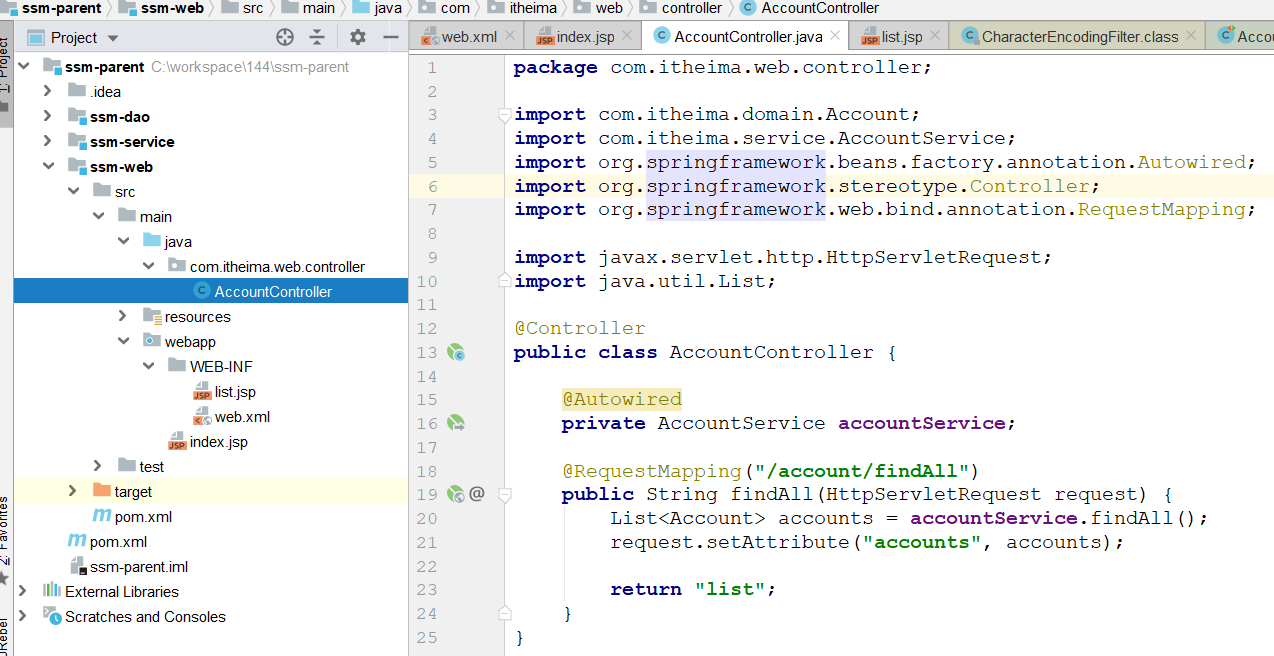 ssm-parent ssm-web src main java com itheima web controller AccountController
Project
web.xml index.jsp AccountController.java list.jsp CharacterEncodingFilter.class Accou
1: Project
ssm-parent C:\workspace\144\ssm-parent
.idea
ssm-dao
ssm-service
ssm-web
src
main
java
com.itheima.web.controller
AccountController
resources
webapp
WEB-INF
list.jsp
web.xml
index.jsp
test
target
pom.xml
pom.xml
ssm-parent.iml
External Libraries
Scratches and Consoles
2: Favorites
JRebel
1 package com.itheima.web.controller;
2
3 import com.itheima.domain.Account;
4 import com.itheima.service.AccountService;
5 import org.springframework.beans.factory.annotation.Autowired;
6 import org.springframework.stereotype.Controller;
7 import org.springframework.web.bind.annotation.RequestMapping;
8
9 import javax.servlet.http.HttpServletRequest;
10 import java.util.List;
11
12 @Controller
13 public class AccountController {
14
15 @Autowired
16 private AccountService accountService;
17
18 @RequestMapping("/account/findAll")
19 @ public String findAll(HttpServletRequest request) {
20 List<Account> accounts = accountService.findAll();
21 request.setAttribute("accounts", accounts);
22
23 return "list";
24 }
25 }